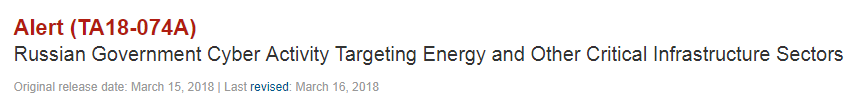 Alert (TA18-074A)
Russian Government Cyber Activity Targeting Energy and Other Critical Infrastructure Sectors
Original release date: March 15, 2018 | Last revised: March 16, 2018